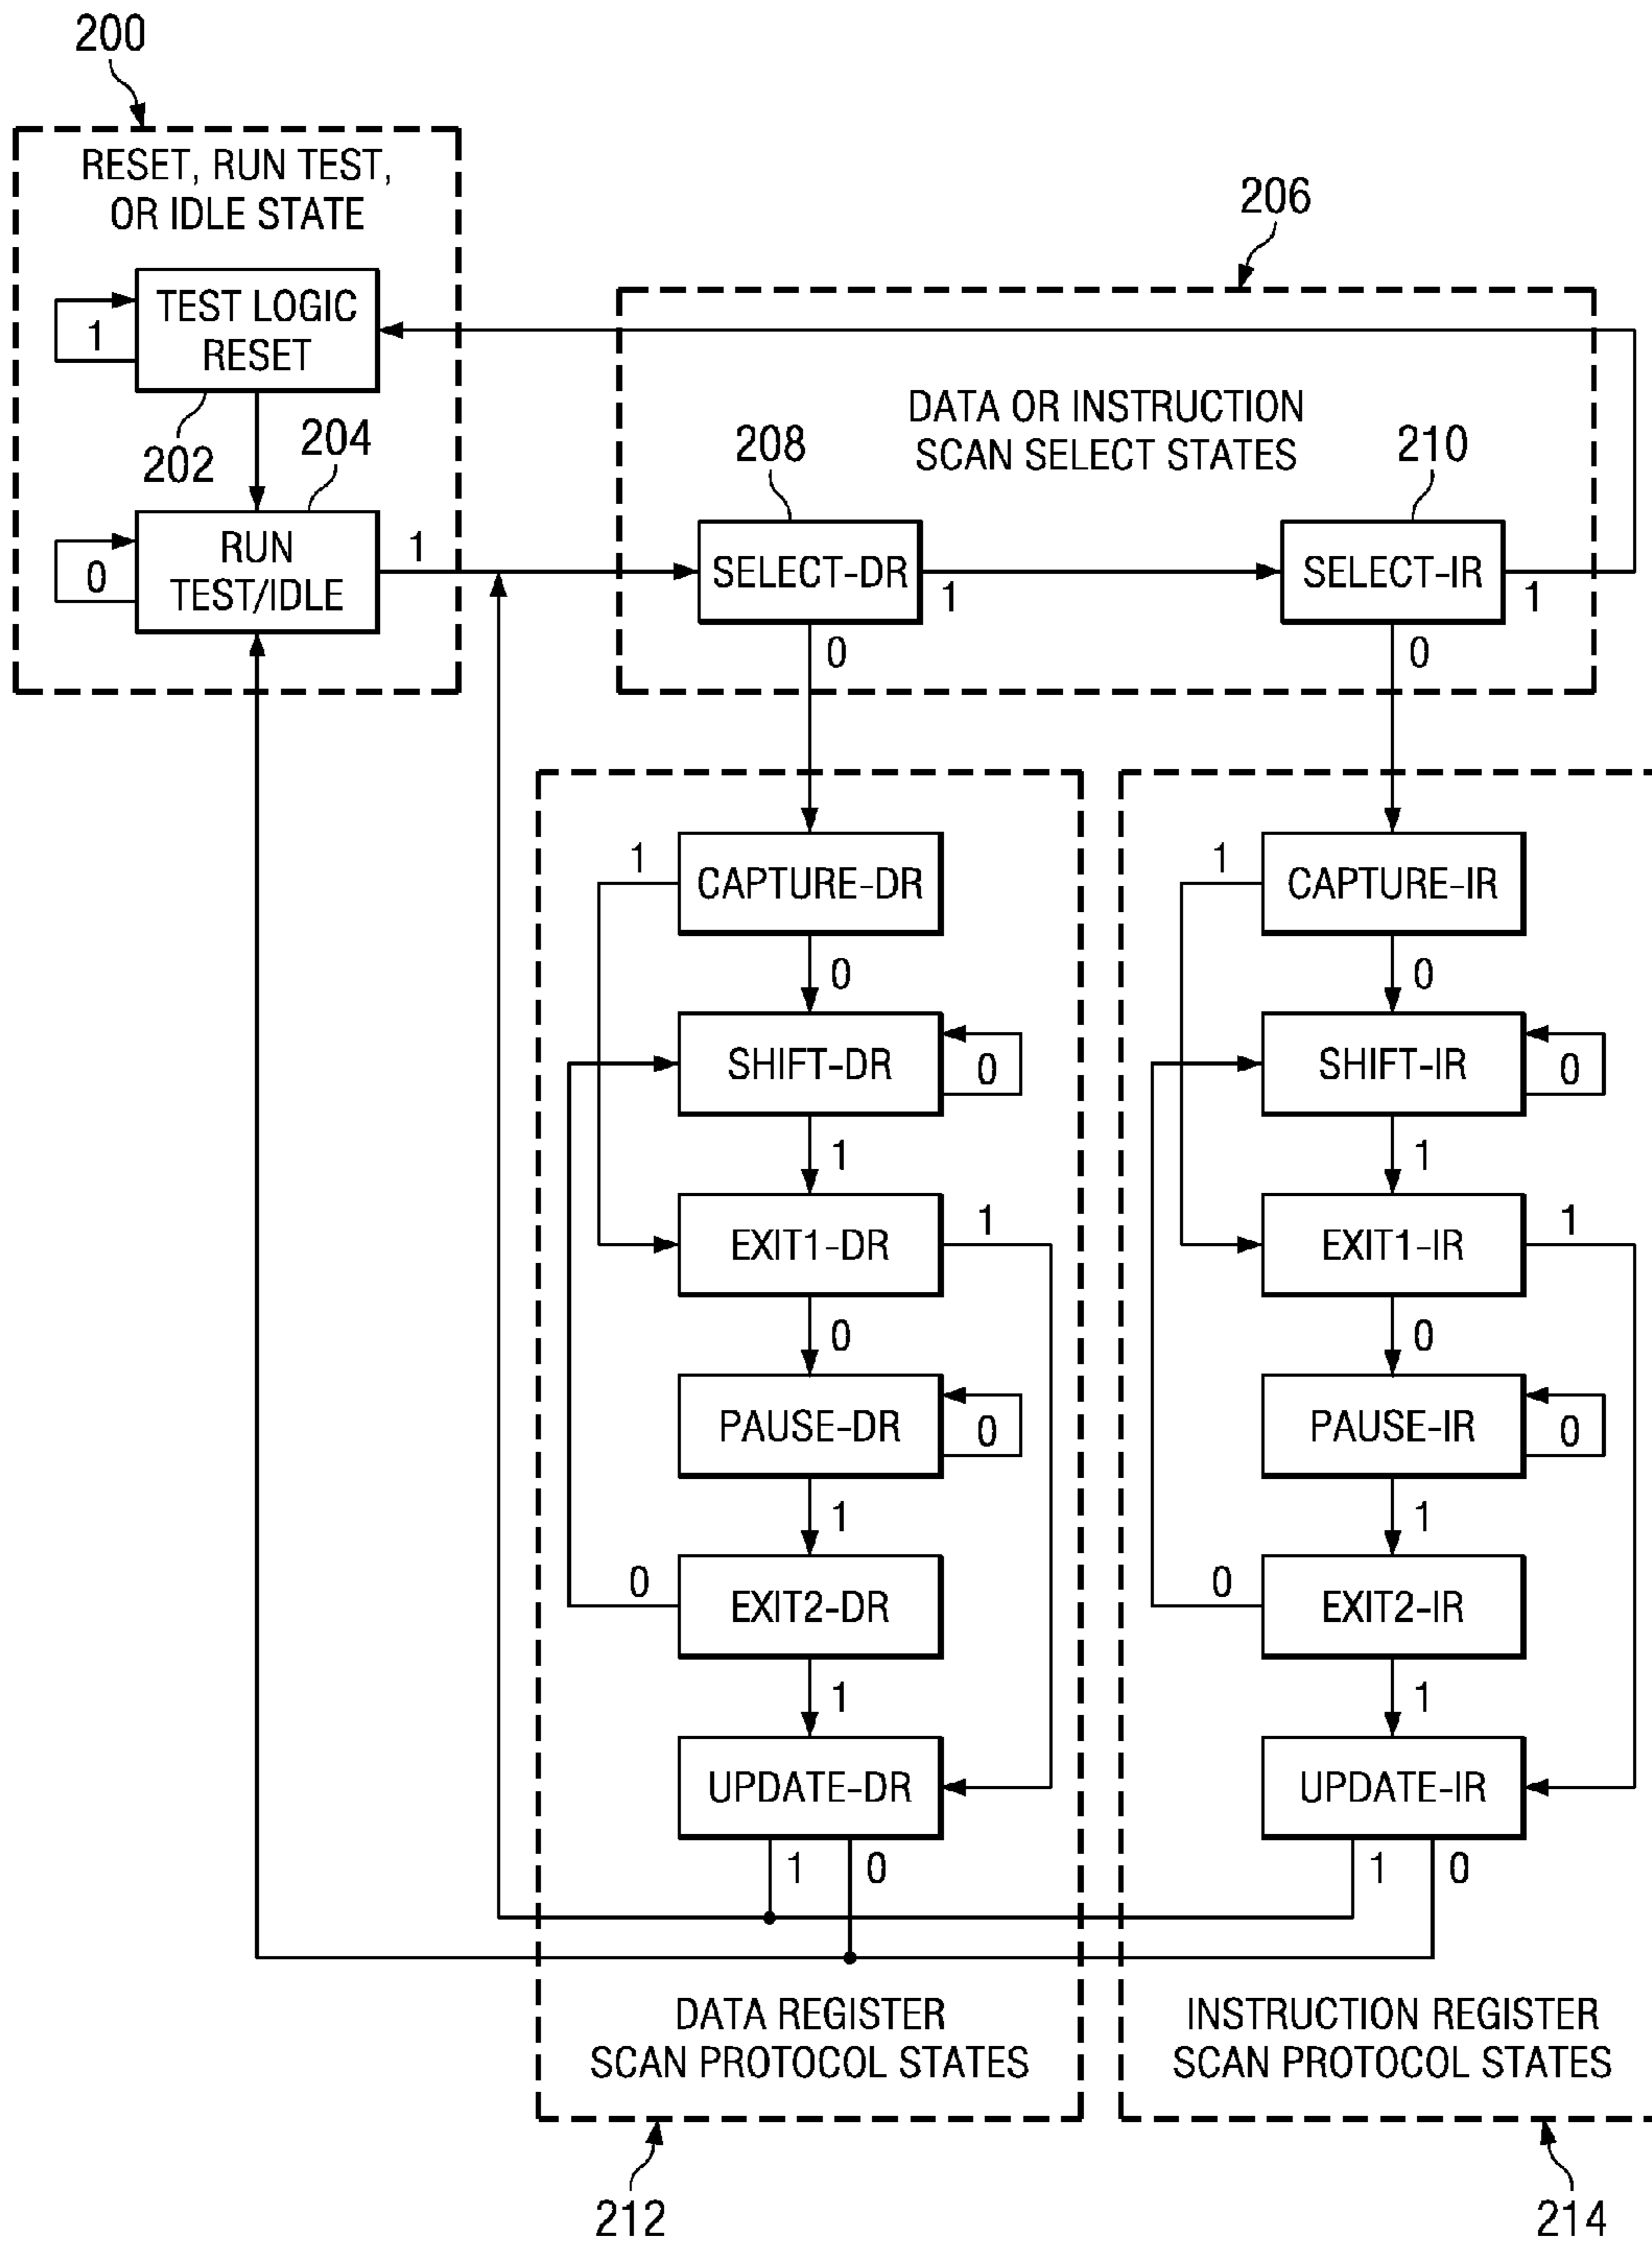 200
RESET, RUN TEST,
OR IDLE STATE
206
TEST LOGIC
RESET
1
202
204
DATA OR INSTRUCTION
SCAN SELECT STATES
208
210
RUN
TEST/IDLE
0
1
SELECT-DR
1
SELECT-IR
1
0
0
1
CAPTURE-DR
0
SHIFT-DR
0
1
EXIT1-DR
1
0
PAUSE-DR
0
1
0
EXIT2-DR
1
UPDATE-DR
1
0
DATA REGISTER
SCAN PROTOCOL STATES
212
1
CAPTURE-IR
0
SHIFT-IR
0
1
EXIT1-IR
1
0
PAUSE-IR
0
1
0
EXIT2-IR
1
UPDATE-IR
1
0
INSTRUCTION REGISTER
SCAN PROTOCOL STATES
214